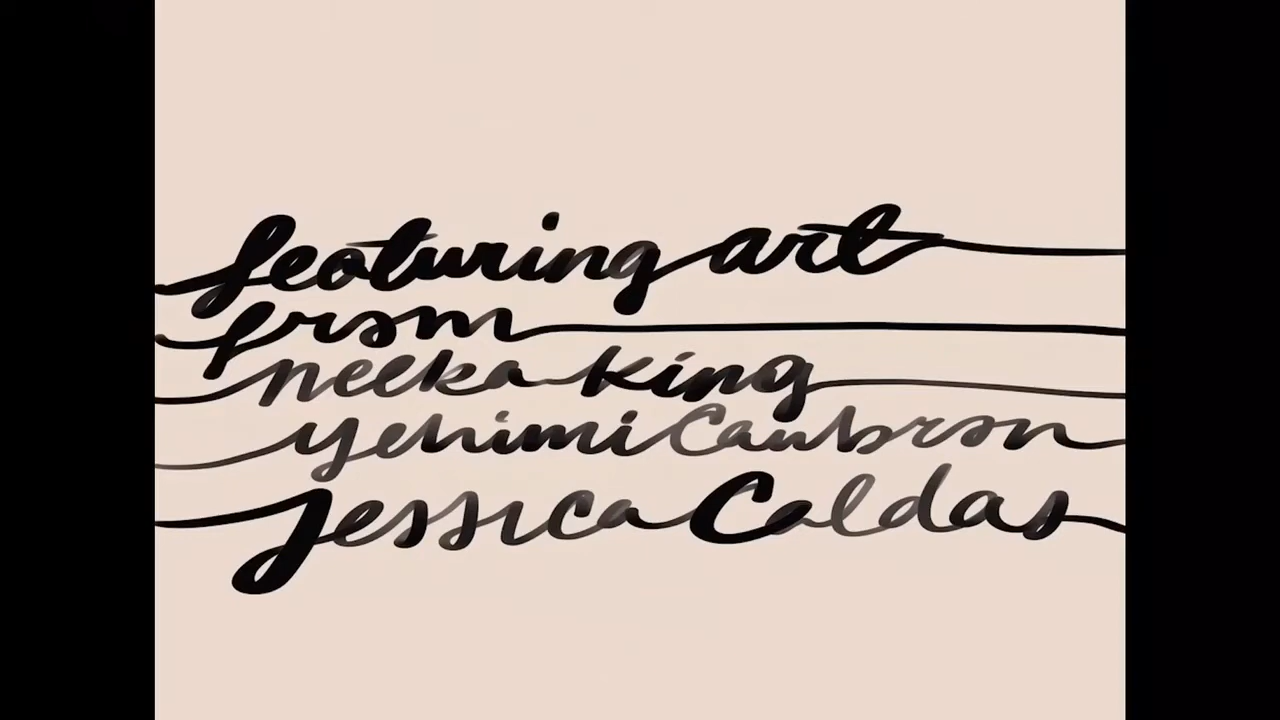 featuring art
from
neeka king
yehimi Cambron
Jessica Caldas